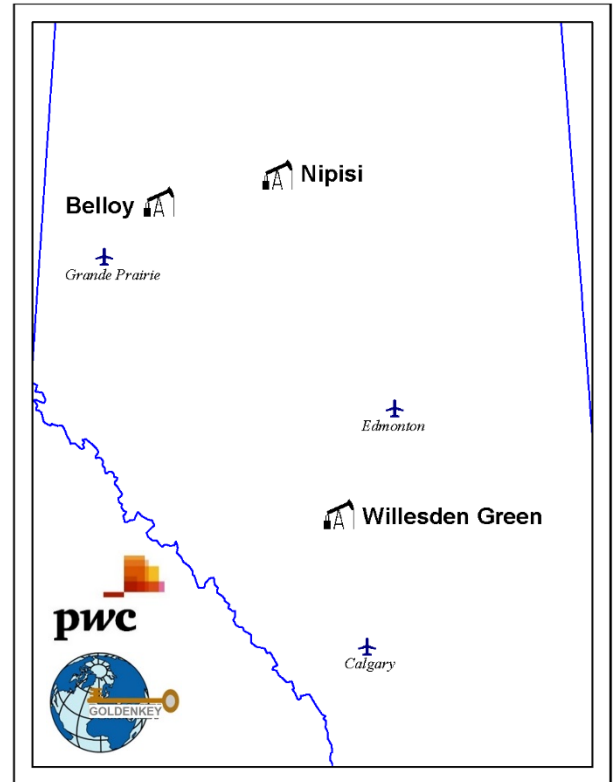 Nipisi
Belloy
Grande Prairie
Edmonton
Willesden Green
pwc
Calgary
GOLDENKEY